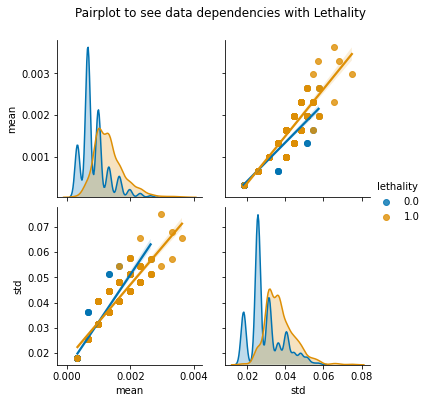 Pairplot to see data dependencies with Lethality
0.003
0.002
0.001
mean
lethality
0.0
1.0
0.07
0.06
0.05
0.04
0.03
0.02
std
0.000 0.002 0.004
mean
0.02 0.04 0.06 0.08
std